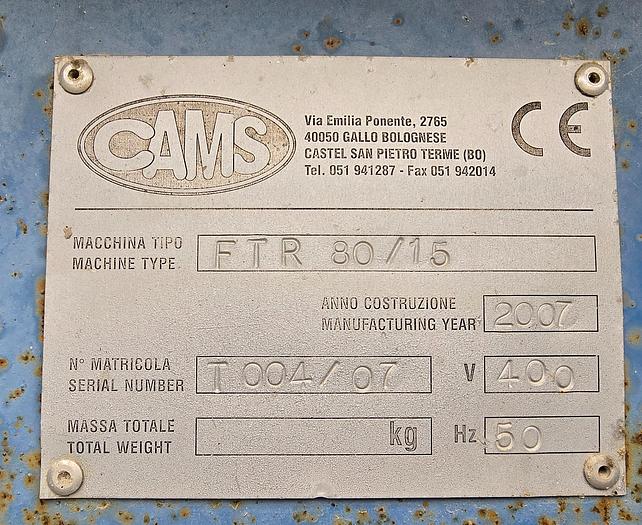 CAMS
Via Emilia Ponente, 2765
40050 GALLO BOLOGNESE
CASTEL SAN PIETRO TERME (BO)
Tel. 051 941287 - Fax 051 942014
CE
MACCHINA TIPO
MACHINE TYPE
FTR 80/15
ANNO COSTRUZIONE
MANUFACTURING YEAR
2007
N° MATRICOLA
SERIAL NUMBER
T 004/07
V 400
MASSA TOTALE
TOTAL WEIGHT
kg
Hz 50